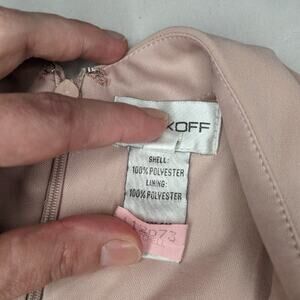 KOFF
SHELL:
100% POLYESTER
LINING:
100% POLYESTER